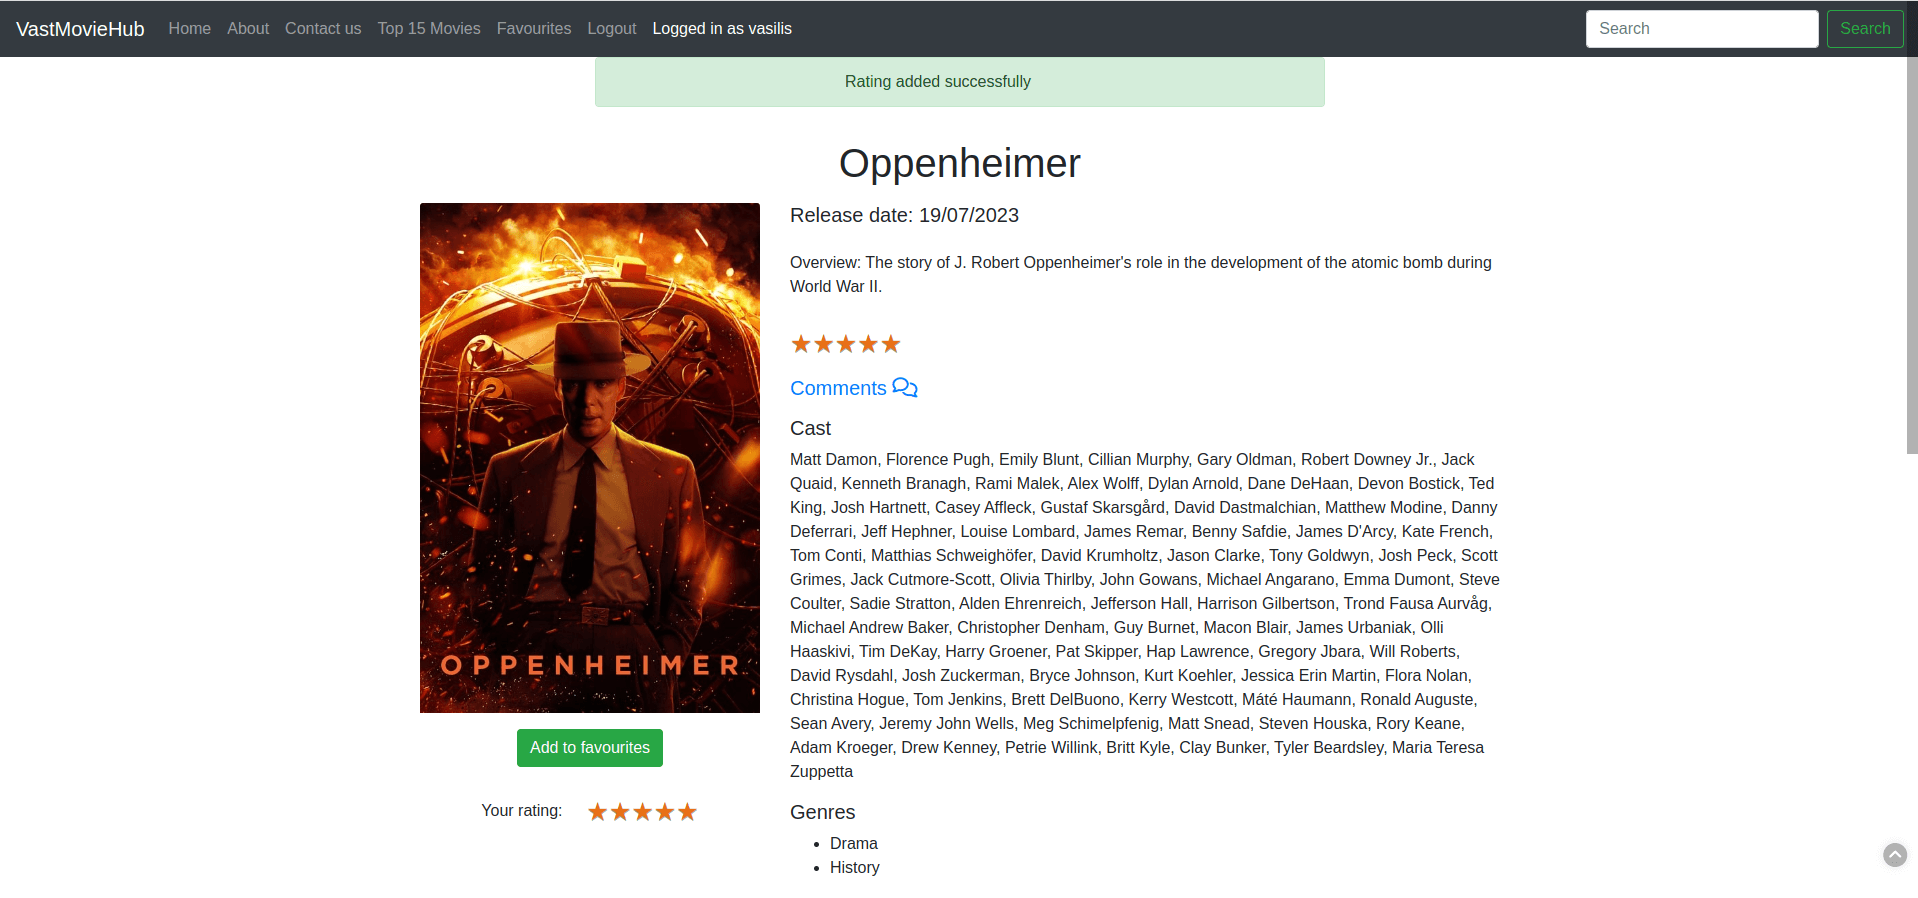 VastMovieHub Home About Contact us Top 15 Movies Favourites Logout Logged in as vasilis Search Search
Rating added successfully
Oppenheimer
OPPENHEIMER
Add to favourites
Your rating:
Release date: 19/07/2023
Overview: The story of J. Robert Oppenheimer's role in the development of the atomic bomb during
World War II.
Comments
Cast
Matt Damon, Florence Pugh, Emily Blunt, Cillian Murphy, Gary Oldman, Robert Downey Jr., Jack
Quaid, Kenneth Branagh, Rami Malek, Alex Wolff, Dylan Arnold, Dane DeHaan, Devon Bostick, Ted
King, Josh Hartnett, Casey Affleck, Gustaf Skarsgård, David Dastmalchian, Matthew Modine, Danny
Deferrari, Jeff Hephner, Louise Lombard, James Remar, Benny Safdie, James D'Arcy, Kate French,
Tom Conti, Matthias Schweighöfer, David Krumholtz, Jason Clarke, Tony Goldwyn, Josh Peck, Scott
Grimes, Jack Cutmore-Scott, Olivia Thirlby, John Gowans, Michael Angarano, Emma Dumont, Steve
Coulter, Sadie Stratton, Alden Ehrenreich, Jefferson Hall, Harrison Gilbertson, Trond Fausa Aurvåg,
Michael Andrew Baker, Christopher Denham, Guy Burnet, Macon Blair, James Urbaniak, Olli
Haaskivi, Tim DeKay, Harry Groener, Pat Skipper, Hap Lawrence, Gregory Jbara, Will Roberts,
David Rysdahl, Josh Zuckerman, Bryce Johnson, Kurt Koehler, Jessica Erin Martin, Flora Nolan,
Christina Hogue, Tom Jenkins, Brett DelBuono, Kerry Westcott, Máté Haumann, Ronald Auguste,
Sean Avery, Jeremy John Wells, Meg Schimelpfenig, Matt Snead, Steven Houska, Rory Keane,
Adam Kroeger, Drew Kenney, Petrie Willink, Britt Kyle, Clay Bunker, Tyler Beardsley, Maria Teresa
Zuppetta
Genres
Drama
History